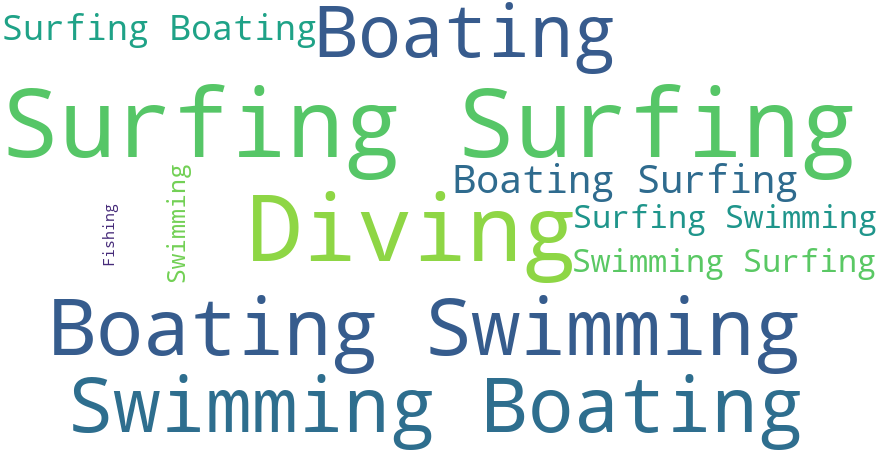 Surfing Boating
Boating
Surfing Surfing
Boating Surfing
Fishing
Swimming
Diving
Surfing Swimming
Swimming Surfing
Boating Swimming
Swimming Boating